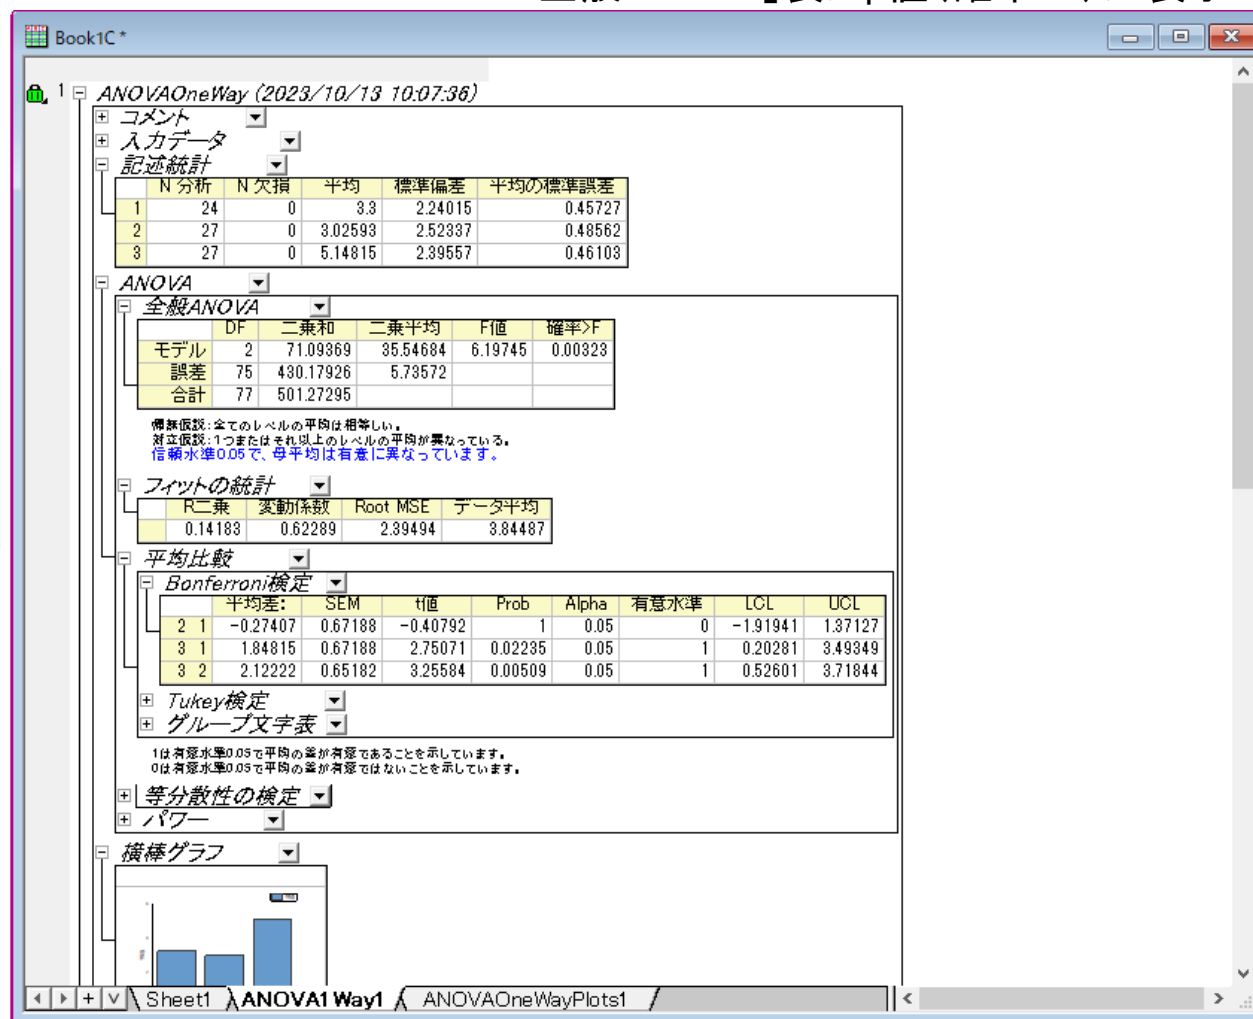 Book1C *
1 ANOVAOneWay (2023/10/13 10:07:36)
コメント
入力データ
記述統計
N 分析 N 欠損 平均 標準偏差 平均の標準誤差
1 24 0 3.3 2.24015 0.45727
2 27 0 3.02593 2.52337 0.48562
3 27 0 5.14815 2.39557 0.46103
ANOVA
全般ANOVA
DF 二乗和 二乗平均 F値 確率>F
モデル 2 71.09369 35.54684 6.19745 0.00323
誤差 75 430.17926 5.73572
合計 77 501.27295
帰無仮説:全てのレベルの平均は相等しい。
対立仮説:1つまたはそれ以上のレベルの平均が異なっている。
信頼水準0.05で、母平均は有意に異なっています。
フィットの統計
R二乗 変動係数 Root MSE データ平均
0.14183 0.62289 2.39494 3.84487
平均比較
Bonferroni検定
平均差: SEM t値 Prob Alpha 有意水準 LCL UCL
2 1 -0.27407 0.67188 -0.40792 1 0.05 0 -1.91941 1.37127
3 1 1.84815 0.67188 2.75071 0.02235 0.05 1 0.20281 3.49349
3 2 2.12222 0.65182 3.25584 0.00509 0.05 1 0.52601 3.71844
Tukey検定
グループ文字表
1は有意水準0.05で平均の差が有意であることを示しています。
0は有意水準0.05で平均の差が有意ではないことを示しています。
等分散性の検定
パワー
横棒グラフ
Sheet1 ANOVA1 Way1 ANOVAOneWayPlots1